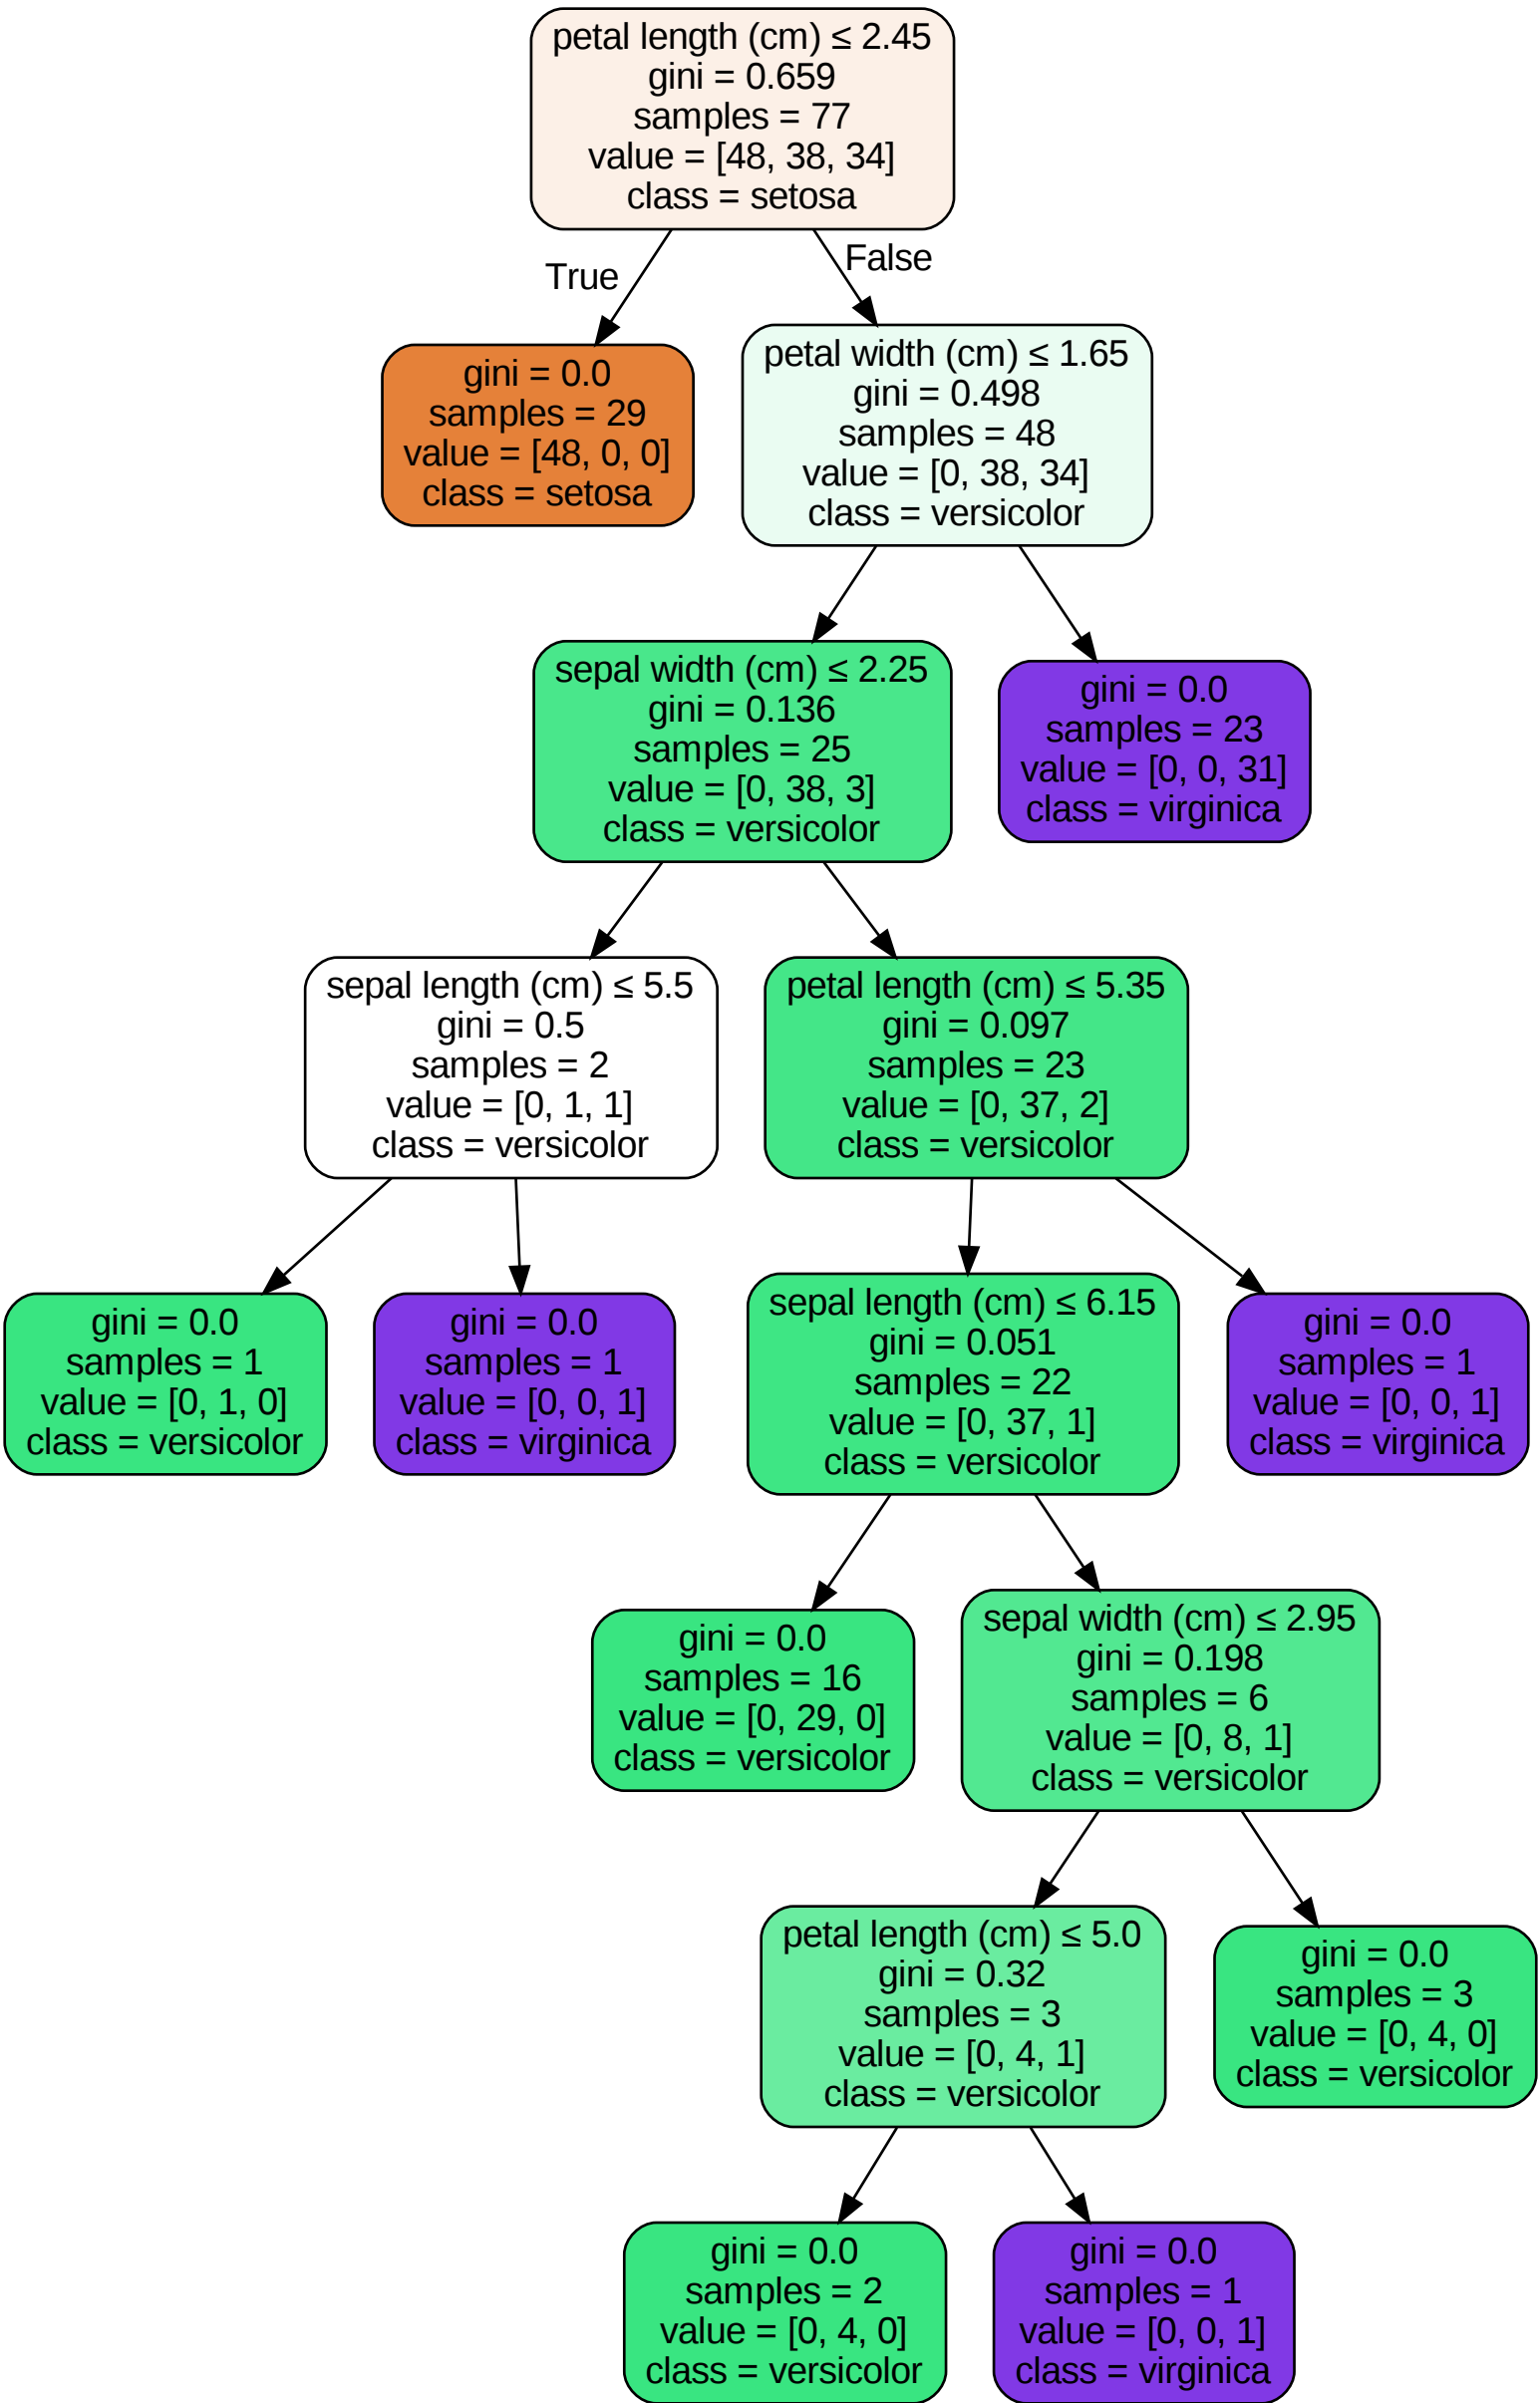 petal length (cm) ≤ 2.45
gini = 0.659
samples = 77
value = [48, 38, 34]
class = setosa
True
False
gini = 0.0
samples = 29
value = [48, 0, 0]
class = setosa
petal width (cm) ≤ 1.65
gini = 0.498
samples = 48
value = [0, 38, 34]
class = versicolor
sepal width (cm) ≤ 2.25
gini = 0.136
samples = 25
value = [0, 38, 3]
class = versicolor
gini = 0.0
samples = 23
value = [0, 0, 31]
class = virginica
sepal length (cm) ≤ 5.5
gini = 0.5
samples = 2
value = [0, 1, 1]
class = versicolor
petal length (cm) ≤ 5.35
gini = 0.097
samples = 23
value = [0, 37, 2]
class = versicolor
gini = 0.0
samples = 1
value = [0, 1, 0]
class = versicolor
gini = 0.0
samples = 1
value = [0, 0, 1]
class = virginica
sepal length (cm) ≤ 6.15
gini = 0.051
samples = 22
value = [0, 37, 1]
class = versicolor
gini = 0.0
samples = 1
value = [0, 0, 1]
class = virginica
gini = 0.0
samples = 16
value = [0, 29, 0]
class = versicolor
sepal width (cm) ≤ 2.95
gini = 0.198
samples = 6
value = [0, 8, 1]
class = versicolor
petal length (cm) ≤ 5.0
gini = 0.32
samples = 3
value = [0, 4, 1]
class = versicolor
gini = 0.0
samples = 3
value = [0, 4, 0]
class = versicolor
gini = 0.0
samples = 2
value = [0, 4, 0]
class = versicolor
gini = 0.0
samples = 1
value = [0, 0, 1]
class = virginica